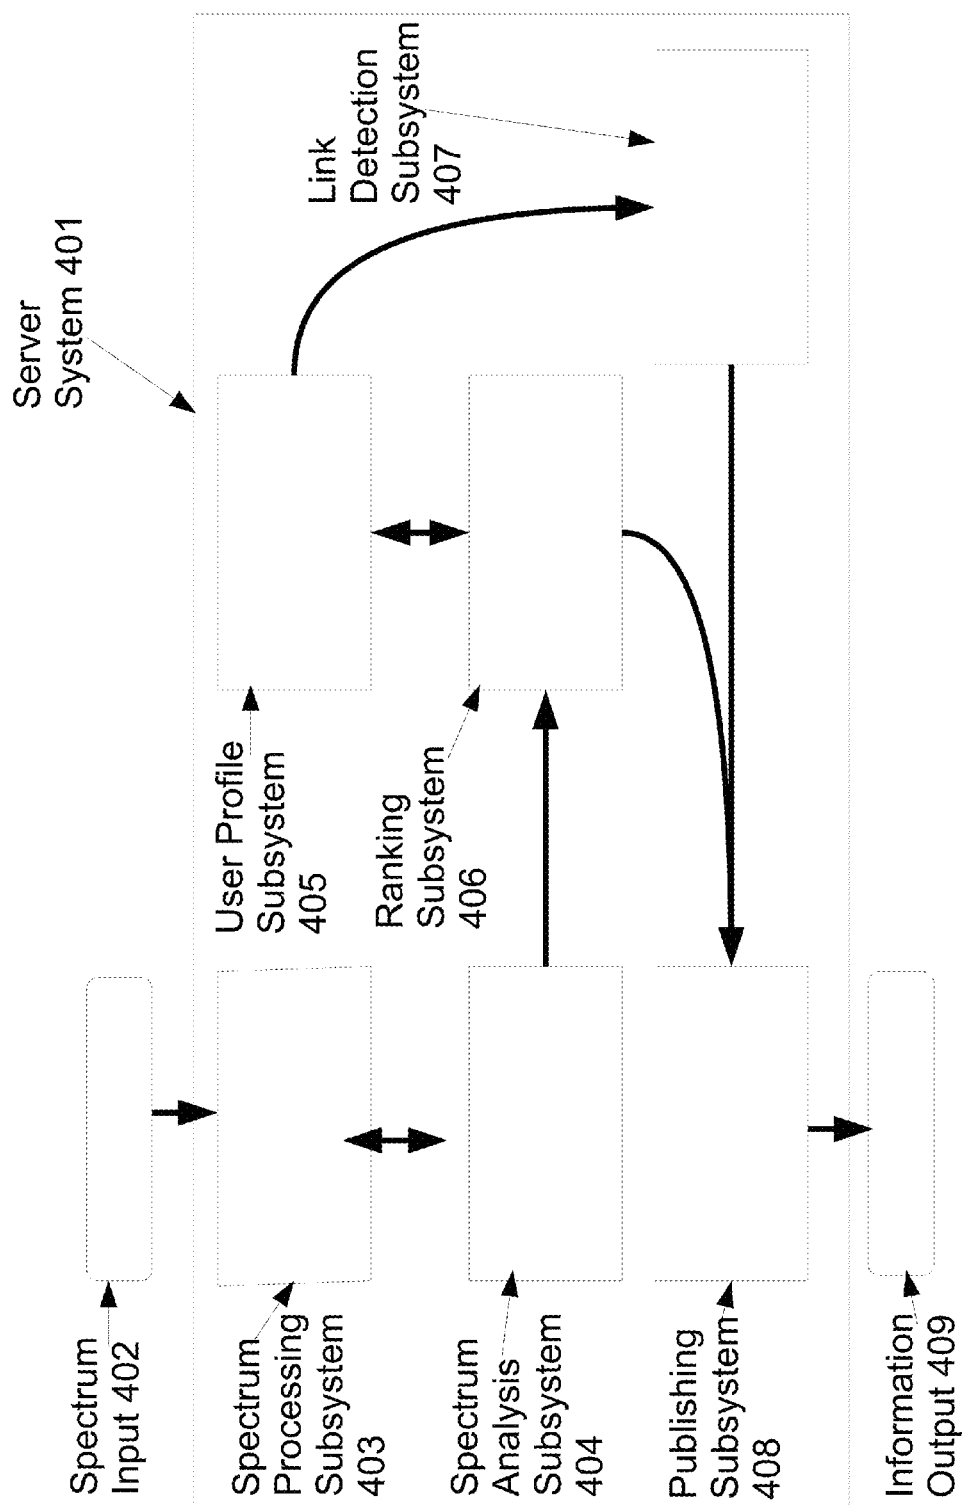 Server
System 401
Link
Detection
Subsystem
407
User Profile
Subsystem
405
Ranking
Subsystem
406
Spectrum
Input 402
Spectrum
Processing
Subsystem
403
Spectrum
Analysis
Subsystem
404
Publishing
Subsystem
408
Information
Output 409